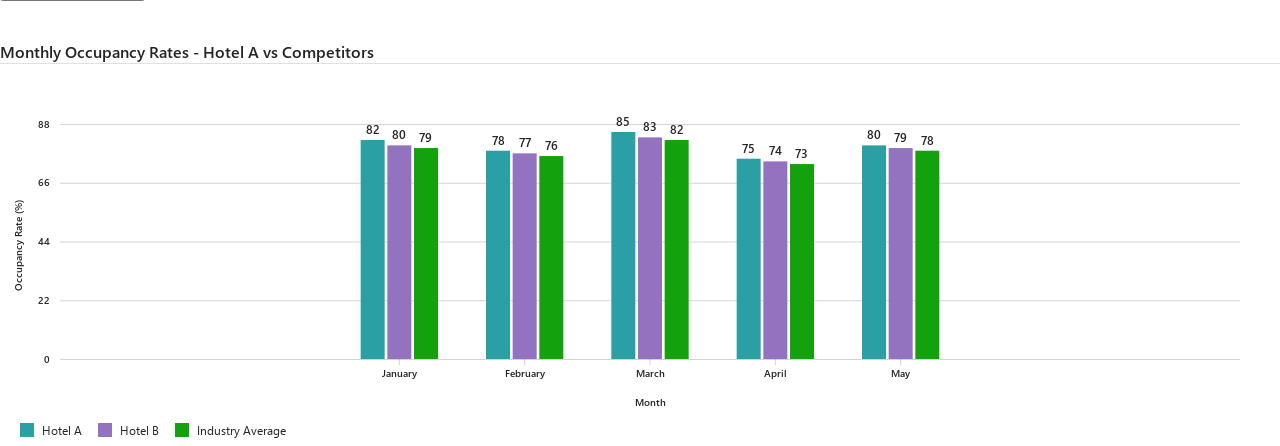 Monthly Occupancy Rates - Hotel A vs Competitors
88
66
44
22
0
Occupancy Rate (%)
82 80 79
78 77 76
85 83 82
75 74 73
80 79 78
January February March April May
Month
Hotel A Hotel B Industry Average